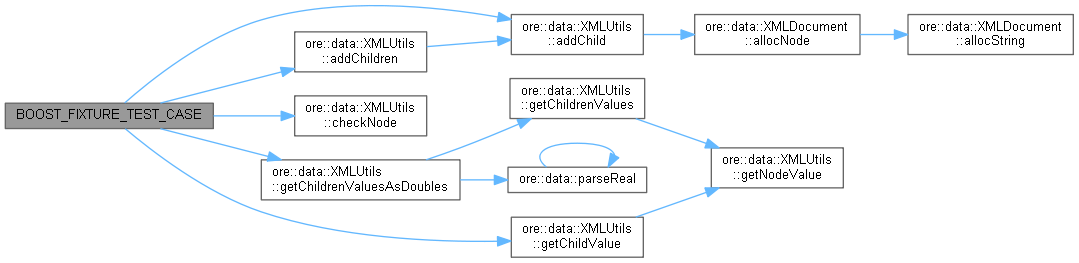 BOOST_FIXTURE_TEST_CASE
ore::data::XMLUtils
::addChildren
ore::data::XMLUtils
::addChild
ore::data::XMLDocument
::allocNode
ore::data::XMLDocument
::allocString
ore::data::XMLUtils
::checkNode
ore::data::XMLUtils
::getChildrenValuesAsDoubles
ore::data::XMLUtils
::getChildrenValues
ore::data::parseReal
ore::data::XMLUtils
::getNodeValue
ore::data::XMLUtils
::getChildValue